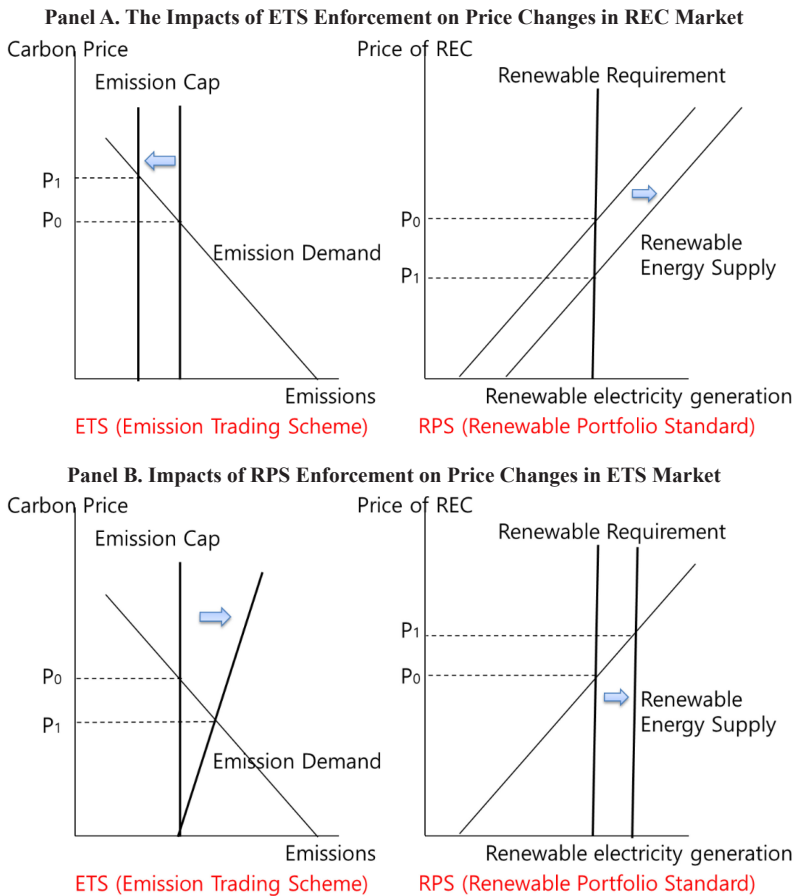 Panel A. The Impacts of ETS Enforcement on Price Changes in REC Market
Carbon Price
Emission Cap
P1
P0
Emission Demand
Emissions
ETS (Emission Trading Scheme)
Price of REC
Renewable Requirement
P0
P1
Renewable
Energy Supply
Renewable electricity generation
RPS (Renewable Portfolio Standard)
Panel B. Impacts of RPS Enforcement on Price Changes in ETS Market
Carbon Price
Emission Cap
P0
P1
Emission Demand
Emissions
ETS (Emission Trading Scheme)
Price of REC
Renewable Requirement
P1
P0
Renewable
Energy Supply
Renewable electricity generation
RPS (Renewable Portfolio Standard)